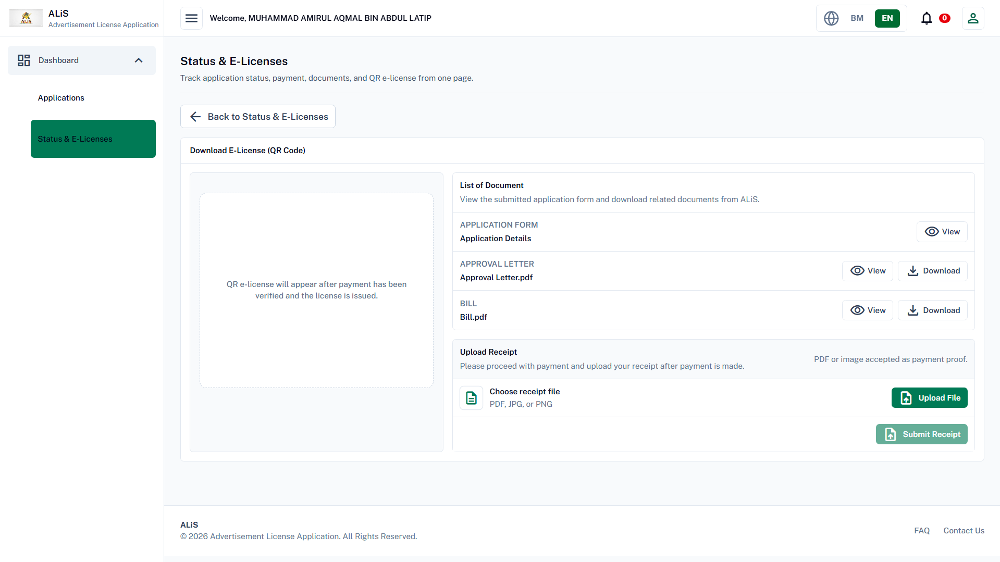 ALiS
ALiS
Advertisement License Application
Welcome, MUHAMMAD AMIRUL AQMAL BIN ABDUL LATIP
BM
EN
0
Dashboard
Applications
Status & E-Licenses
Status & E-Licenses
Track application status, payment, documents, and QR e-license from one page.
Back to Status & E-Licenses
Download E-License (QR Code)
QR e-license will appear after payment has been
verified and the license is issued.
List of Document
View the submitted application form and download related documents from ALiS.
APPLICATION FORM
Application Details
View
APPROVAL LETTER
Approval Letter.pdf
View
Download
BILL
Bill.pdf
View
Download
Upload Receipt
Please proceed with payment and upload your receipt after payment is made.
PDF or image accepted as payment proof.
Choose receipt file
PDF, JPG, or PNG
Upload File
Submit Receipt
ALiS
© 2026 Advertisement License Application. All Rights Reserved.
FAQ
Contact Us